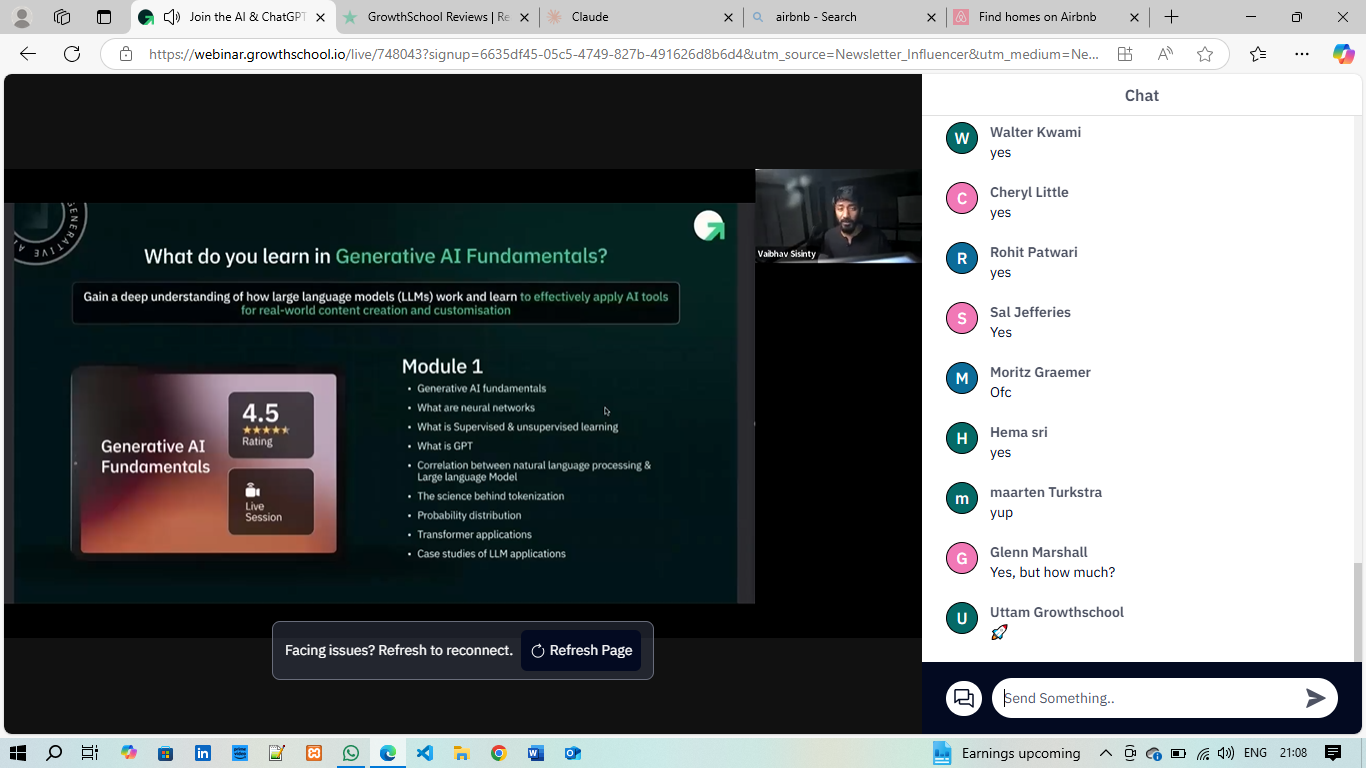 Join the AI & ChatGPT
GrowthSchool Reviews | Re
Claude
airbnb - Search
Find homes on Airbnb
https://webinar.growthschool.io/live/748043?signup=6635df45-05c5-4749-827b-491626d8b6d4&utm_source=Newsletter_Influencer&utm_medium=Ne...
GENERATIVE AI
What do you learn in Generative AI Fundamentals?
Gain a deep understanding of how large language models (LLMs) work and learn to effectively apply AI tools
for real-world content creation and customisation
Generative AI
Fundamentals
4.5
Rating
Live
Session
Module 1
• Generative AI fundamentals
• What are neural networks
• What is Supervised & unsupervised learning
• What is GPT
• Correlation between natural language processing &
Large language Model
• The science behind tokenization
• Probability distribution
• Transformer applications
• Case studies of LLM applications
Vaibhav Sisinty
Facing issues? Refresh to reconnect.
Refresh Page
Chat
W
Walter Kwami
yes
C
Cheryl Little
yes
R
Rohit Patwari
yes
S
Sal Jefferies
Yes
M
Moritz Graemer
Ofc
H
Hema sri
yes
m
maarten Turkstra
yup
G
Glenn Marshall
Yes, but how much?
U
Uttam Growthschool
🚀
Send Something..
Earnings upcoming
ENG
21:08